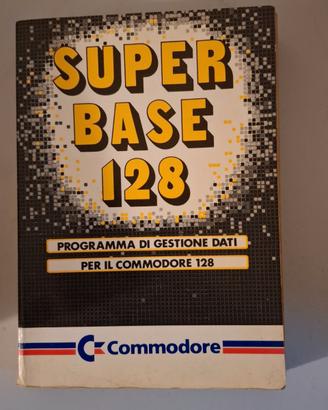 SUPER
BASE
128
PROGRAMMA DI GESTIONE DATI
PER IL COMMODORE 128
Commodore